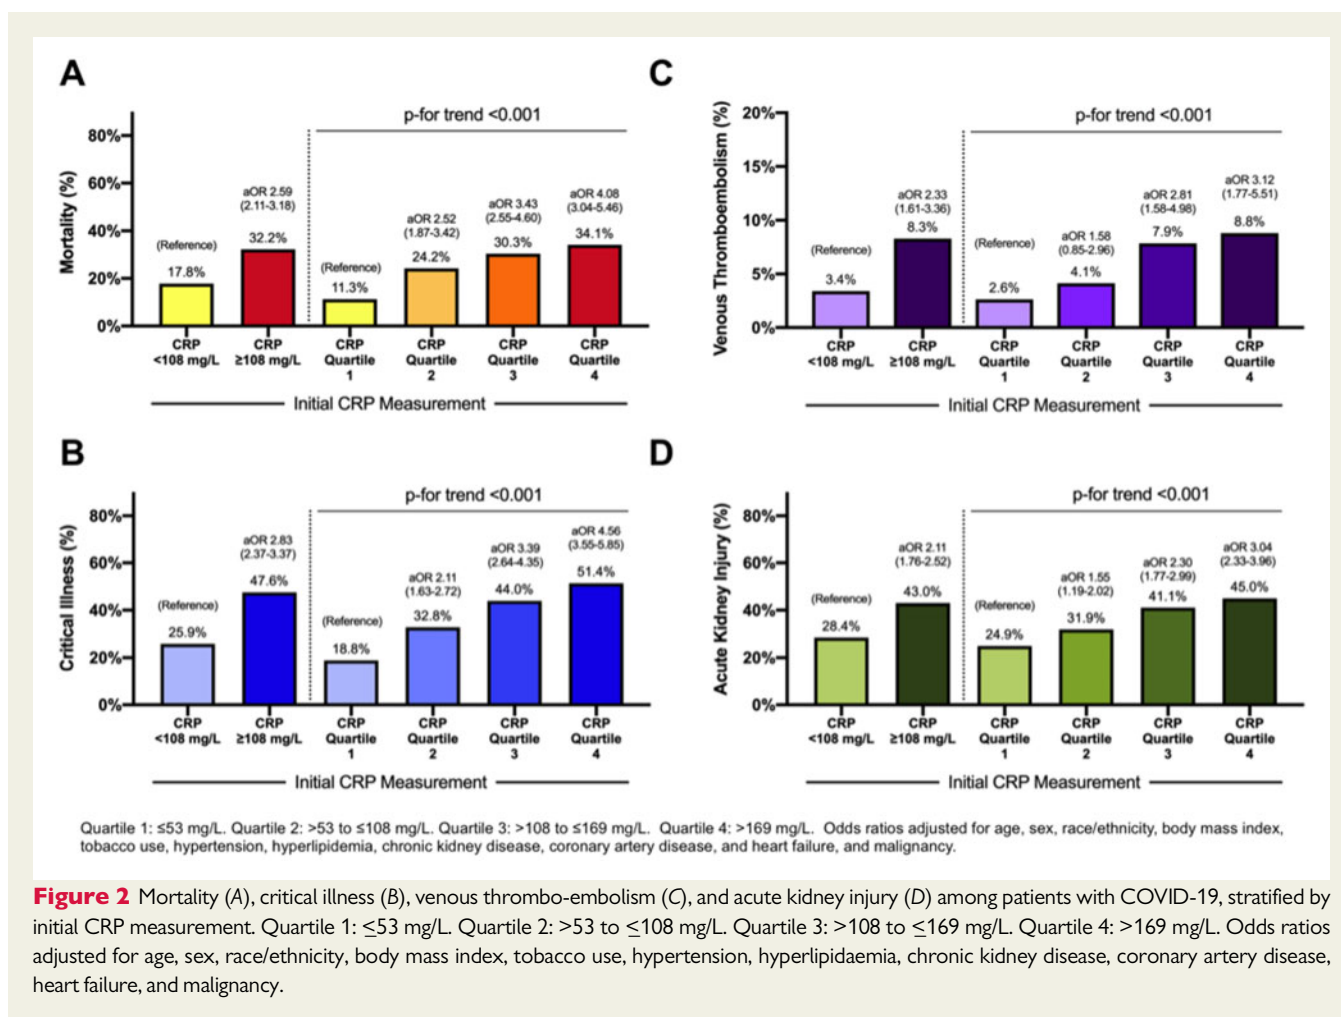 A
p-for trend <0.001
Mortality (%)
80%
60%
40%
20%
0%
(Reference)
17.8%
aOR 2.59
(2.11-3.18)
32.2%
(Reference)
11.3%
aOR 2.52
(1.87-3.42)
24.2%
aOR 3.43
(2.55-4.60)
30.3%
aOR 4.08
(3.04-5.46)
34.1%
CRP
<108 mg/L
CRP
≥108 mg/L
CRP
Quartile
1
CRP
Quartile
2
CRP
Quartile
3
CRP
Quartile
4
Initial CRP Measurement
C
p-for trend <0.001
Venous Thromboembolism (%)
20%
15%
10%
5%
0%
(Reference)
3.4%
aOR 2.33
(1.61-3.36)
8.3%
(Reference)
2.6%
aOR 1.58
(0.85-2.96)
4.1%
aOR 2.81
(1.58-4.98)
7.9%
aOR 3.12
(1.77-5.51)
8.8%
CRP
<108 mg/L
CRP
≥108 mg/L
CRP
Quartile
1
CRP
Quartile
2
CRP
Quartile
3
CRP
Quartile
4
Initial CRP Measurement
B
p-for trend <0.001
Critical Illness (%)
80%
60%
40%
20%
0%
(Reference)
25.9%
aOR 2.83
(2.37-3.37)
47.6%
(Reference)
18.8%
aOR 2.11
(1.63-2.72)
32.8%
aOR 3.39
(2.64-4.35)
44.0%
aOR 4.56
(3.55-5.85)
51.4%
CRP
<108 mg/L
CRP
≥108 mg/L
CRP
Quartile
1
CRP
Quartile
2
CRP
Quartile
3
CRP
Quartile
4
Initial CRP Measurement
D
p-for trend <0.001
Acute Kidney Injury (%)
80%
60%
40%
20%
0%
(Reference)
28.4%
aOR 2.11
(1.76-2.52)
43.0%
(Reference)
24.9%
aOR 1.55
(1.19-2.02)
31.9%
aOR 2.30
(1.77-2.99)
41.1%
aOR 3.04
(2.33-3.96)
45.0%
CRP
<108 mg/L
CRP
≥108 mg/L
CRP
Quartile
1
CRP
Quartile
2
CRP
Quartile
3
CRP
Quartile
4
Initial CRP Measurement
Quartile 1: ≤53 mg/L. Quartile 2: >53 to ≤108 mg/L. Quartile 3: >108 to ≤169 mg/L. Quartile 4: >169 mg/L. Odds ratios adjusted for age, sex, race/ethnicity, body mass index,
tobacco use, hypertension, hyperlipidemia, chronic kidney disease, coronary artery disease, and heart failure, and malignancy.
Figure 2 Mortality (A), critical illness (B), venous thrombo-embolism (C), and acute kidney injury (D) among patients with COVID-19, stratified by
initial CRP measurement. Quartile 1: ≤53 mg/L. Quartile 2: >53 to ≤108 mg/L. Quartile 3: >108 to ≤169 mg/L. Quartile 4: >169 mg/L. Odds ratios
adjusted for age, sex, race/ethnicity, body mass index, tobacco use, hypertension, hyperlipidaemia, chronic kidney disease, coronary artery disease,
heart failure, and malignancy.